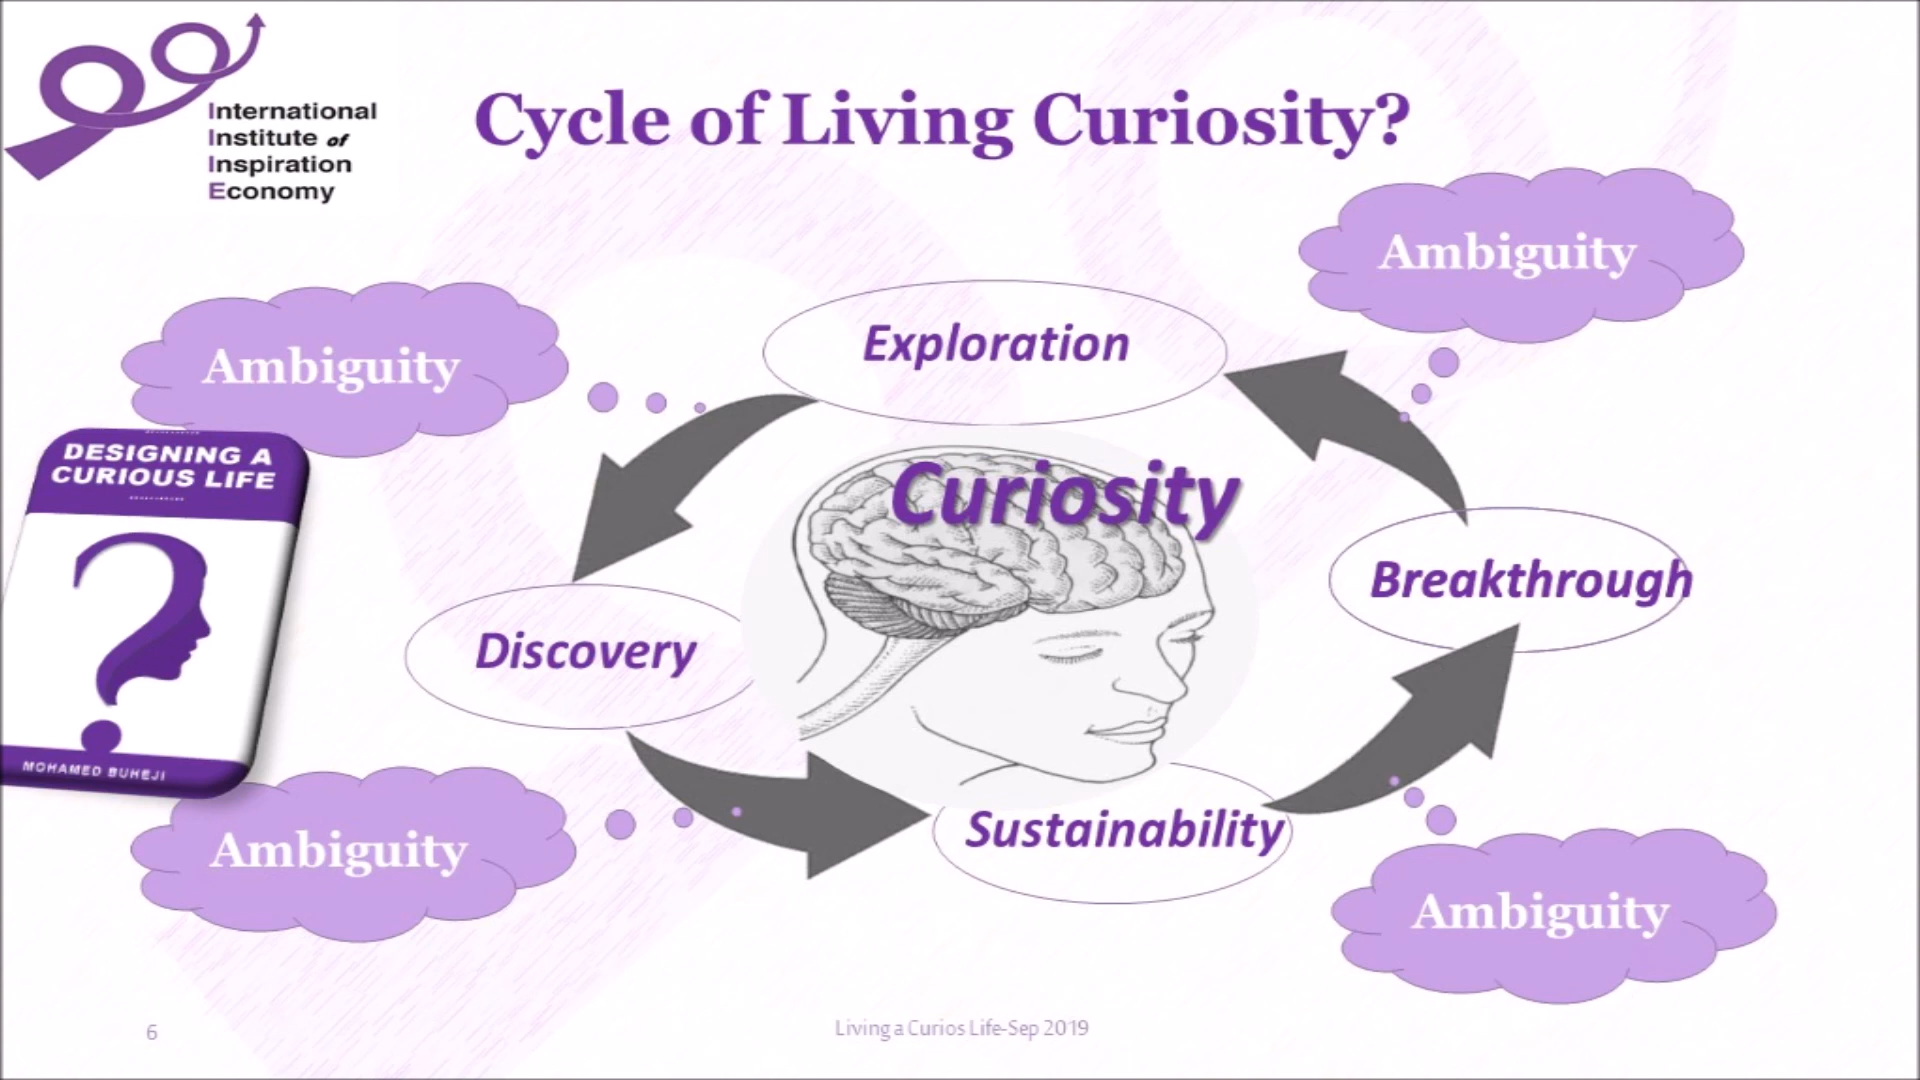 International
Institute of
Inspiration
Economy
Cycle of Living Curiosity?
Ambiguity
Ambiguity
Exploration
DESIGNING A
CURIOUS LIFE
Curiosity
Breakthrough
Discovery
MOHAMED BUHEJI
Sustainability
Ambiguity
Ambiguity
6
Living a Curios Life-Sep 2019